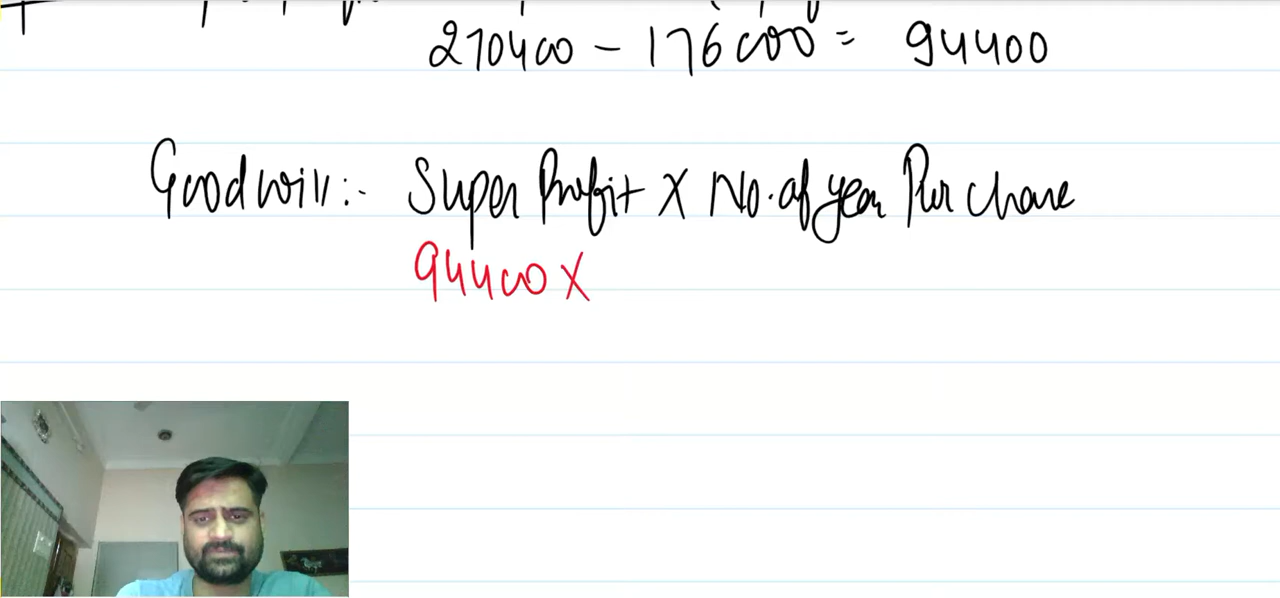 270400 - 176000 = 94400
Goodwill:- Super Profit X No. of year Purchase
94400 X